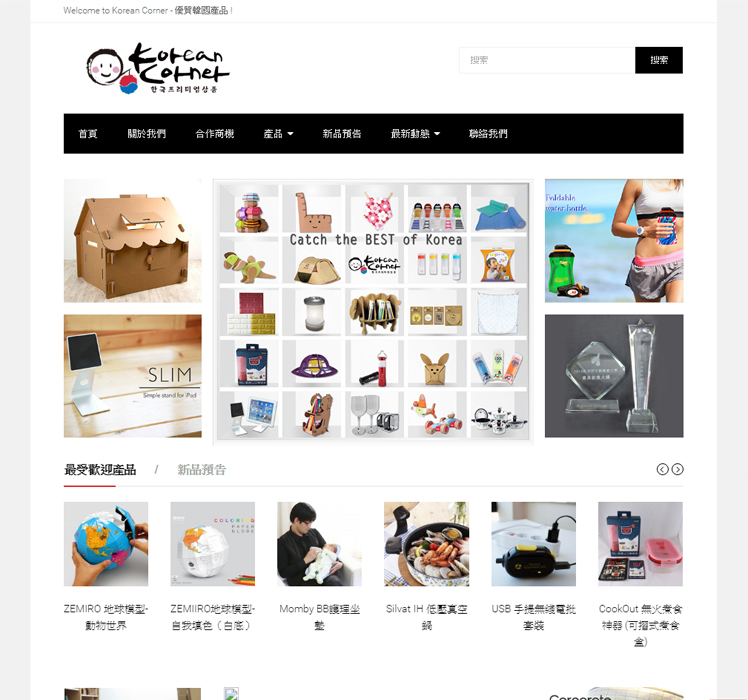 Welcome to Korean Corner - 優質韓國產品 !
Korean Corner
한국프리미엄상품
搜索
搜索
首頁
關於我們
合作商機
產品
新品預告
最新動態
聯絡我們
Catch the BEST of Korea
Korean Corner
Foldable
water bottle
SLIM
Simple stand for iPad
最受歡迎產品 / 新品預告
COLORING
PAPER
GLOBE
ZEMIRO 地球模型-
動物世界
ZEMIIRO地球模型-
自我填色（白底）
Momby BB護理坐
墊
Silvat IH 低壓真空
鍋
USB 手提無綫電批
套裝
CookOut 無火煮食
神器 (可摺式煮食
盒)
Corporate